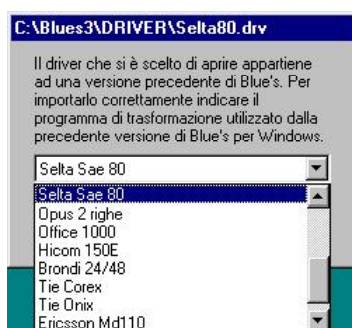 C:\Blues3\DRIVER\Selta80.drv
Il driver che si è scelto di aprire appartiene
ad una versione precedente di Blue's. Per
importarlo correttamente indicare il
programma di trasformazione utilizzato dalla
precedente versione di Blue's per Windows.
Selta Sae 80
Selta Sae 80
Opus 2 righe
Office 1000
Hicom 150E
Brondi 24/48
Tie Corex
Tie Onix
Ericsson Md110